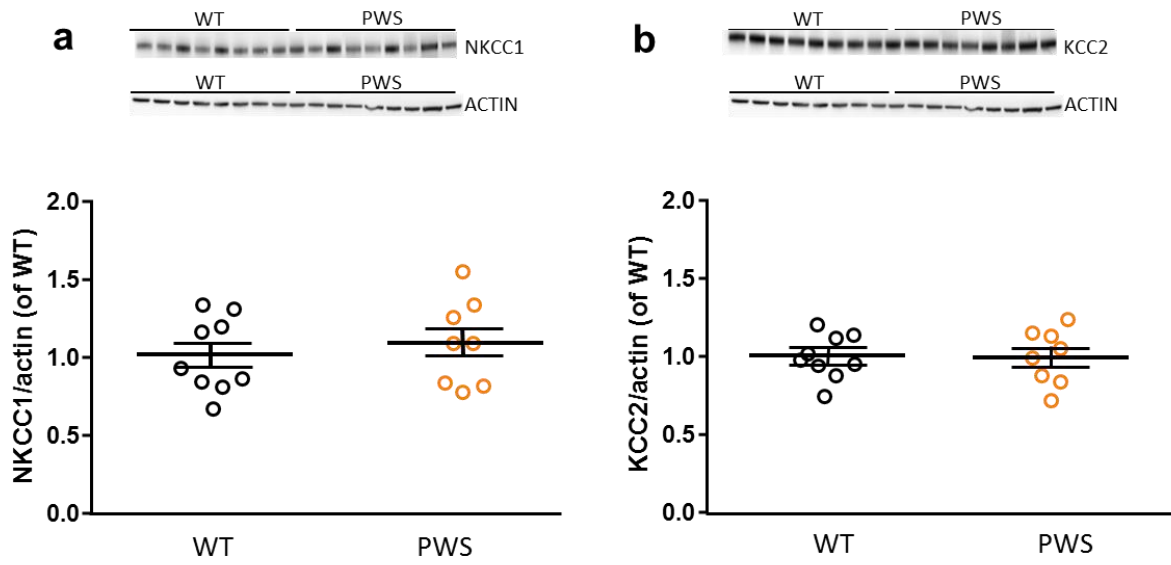 a
WT PWS
NKCC1
WT PWS
ACTIN
NKCC1/actin (of WT)
2.0
1.5
1.0
0.5
0.0
WT PWS
b
WT PWS
KCC2
WT PWS
ACTIN
KCC2/actin (of WT)
2.0
1.5
1.0
0.5
0.0
WT PWS